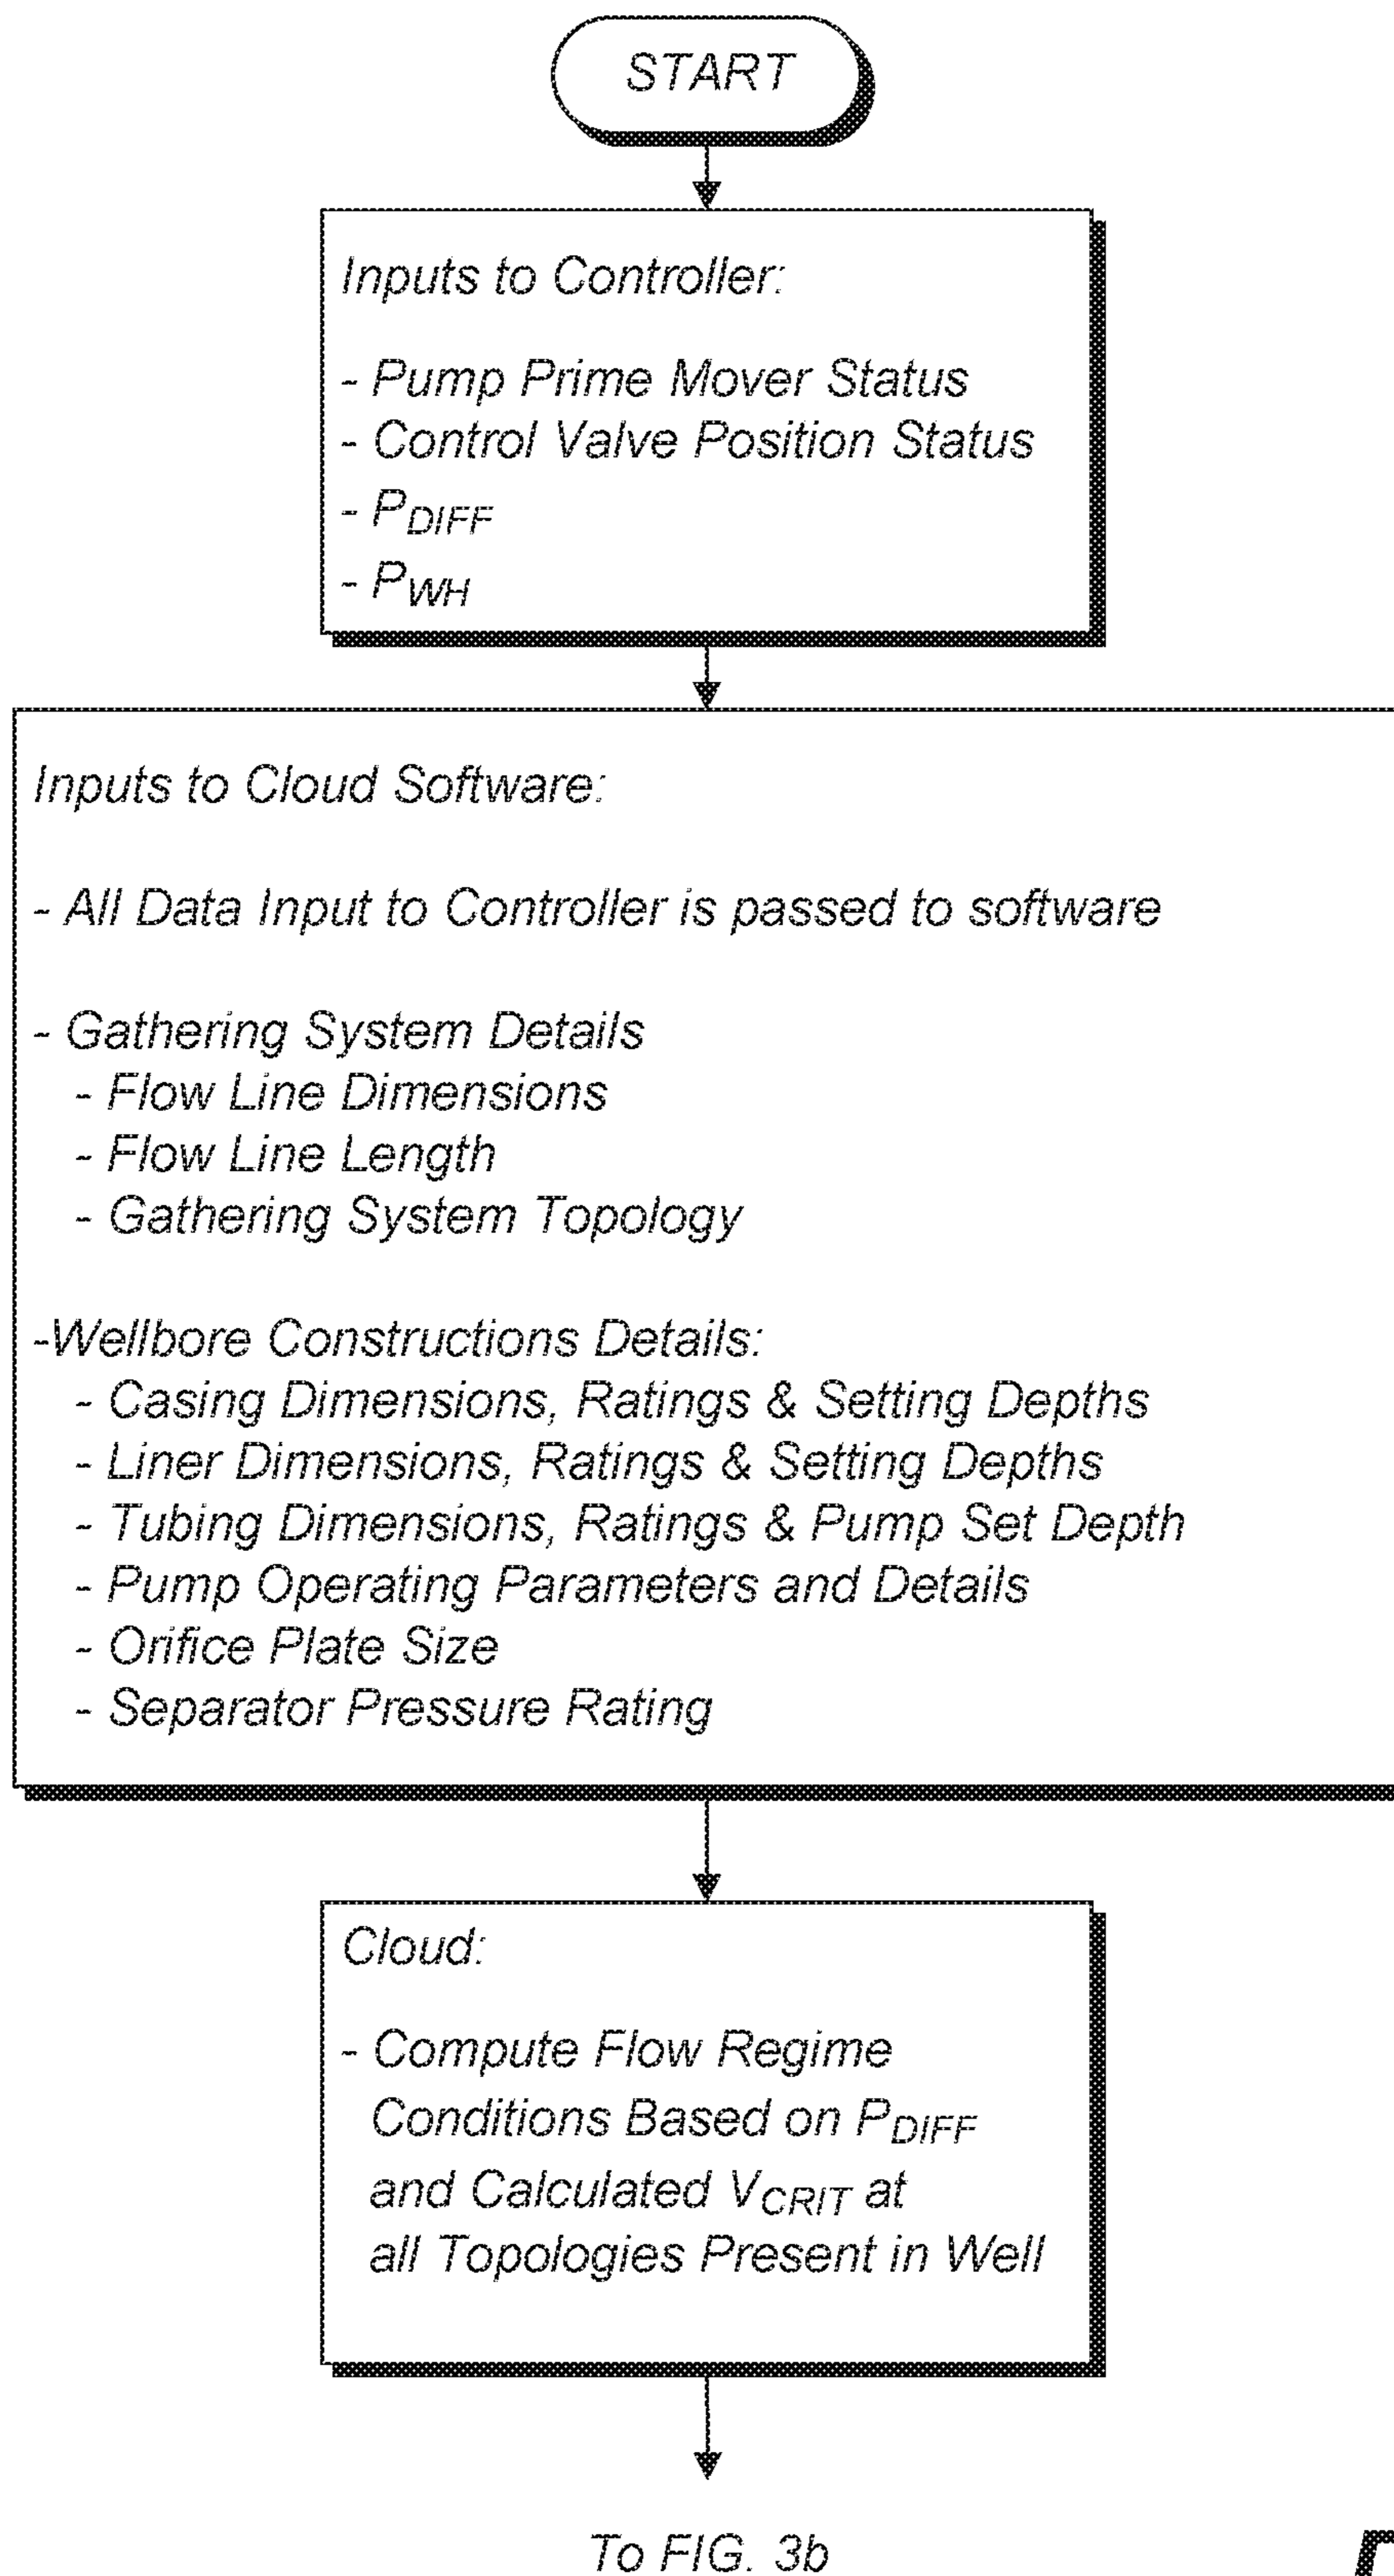 START
Inputs to Controller:
- Pump Prime Mover Status
- Control Valve Position Status
- PDIFF
- PWH
Inputs to Cloud Software:
- All Data Input to Controller is passed to software
- Gathering System Details
- Flow Line Dimensions
- Flow Line Length
- Gathering System Topology
-Wellbore Constructions Details:
- Casing Dimensions, Ratings & Setting Depths
- Liner Dimensions, Ratings & Setting Depths
- Tubing Dimensions, Ratings & Pump Set Depth
- Pump Operating Parameters and Details
- Orifice Plate Size
- Separator Pressure Rating
Cloud:
- Compute Flow Regime
Conditions Based on PDIFF
and Calculated VCRIT at
all Topologies Present in Well
To FIG. 3b